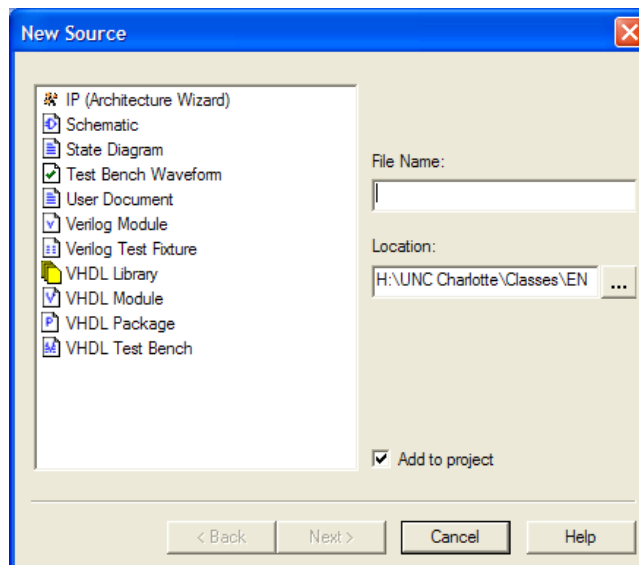 New Source
IP (Architecture Wizard)
Schematic
State Diagram
Test Bench Waveform
User Document
Verilog Module
Verilog Test Fixture
VHDL Library
VHDL Module
VHDL Package
VHDL Test Bench
File Name:
Location:
H:\UNC Charlotte\Classes\EN
...
Add to project
< Back
Next >
Cancel
Help